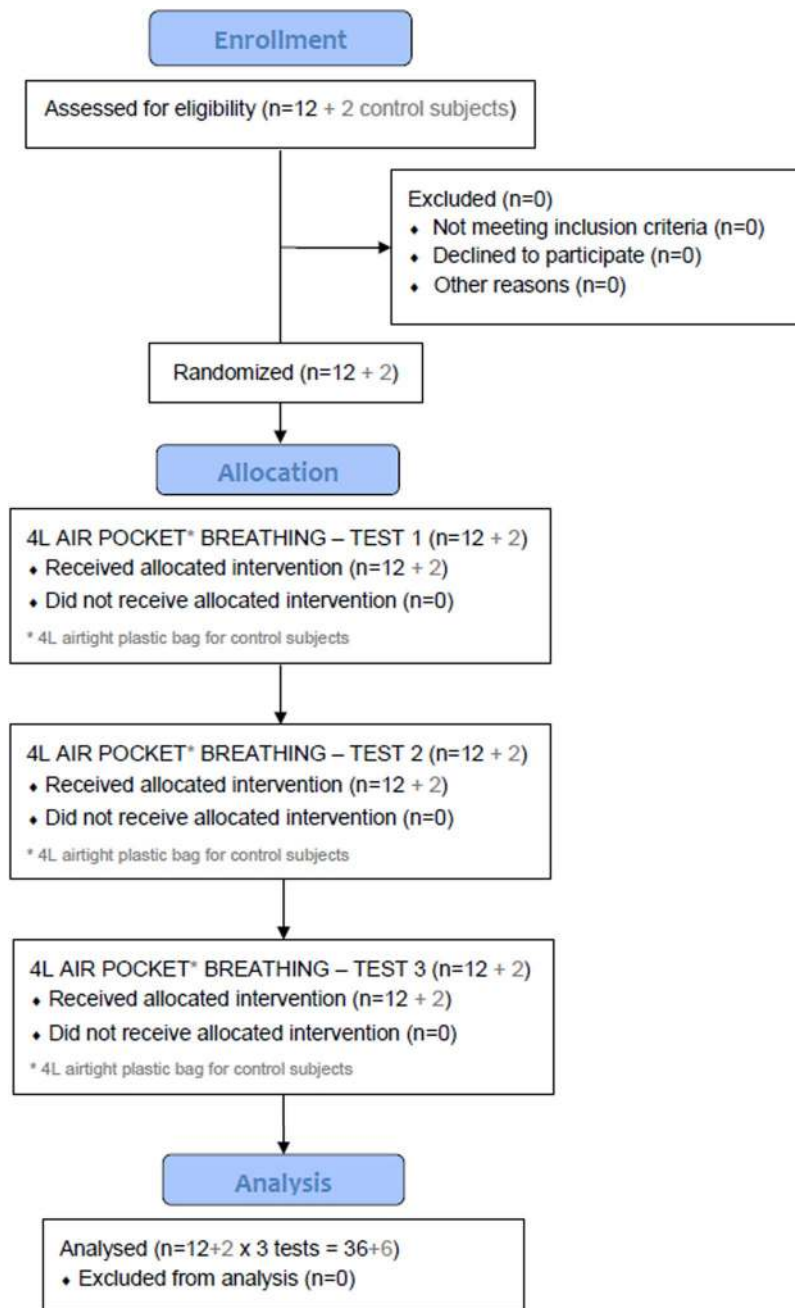 Enrollment
Assessed for eligibility (n=12 + 2 control subjects)
Excluded (n=0)
⬧ Not meeting inclusion criteria (n=0)
⬧ Declined to participate (n=0)
⬧ Other reasons (n=0)
Randomized (n=12 + 2)
Allocation
4L AIR POCKET* BREATHING – TEST 1 (n=12 + 2)
⬧ Received allocated intervention (n=12 + 2)
⬧ Did not receive allocated intervention (n=0)
* 4L airtight plastic bag for control subjects
4L AIR POCKET* BREATHING – TEST 2 (n=12 + 2)
⬧ Received allocated intervention (n=12 + 2)
⬧ Did not receive allocated intervention (n=0)
* 4L airtight plastic bag for control subjects
4L AIR POCKET* BREATHING – TEST 3 (n=12 + 2)
⬧ Received allocated intervention (n=12 + 2)
⬧ Did not receive allocated intervention (n=0)
* 4L airtight plastic bag for control subjects
Analysis
Analysed (n=12+2 x 3 tests = 36+6)
⬧ Excluded from analysis (n=0)